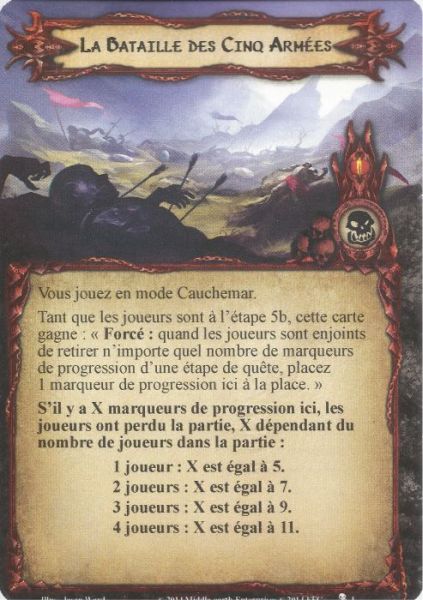 La Bataille des Cinq Armées
Vous jouez en mode Cauchemar.
Tant que les joueurs sont à l'étape 5b, cette carte
gagne : « Forcé : quand les joueurs sont enjoints
de retirer n'importe quel nombre de marqueurs
de progression d'une étape de quête, placez
1 marqueur de progression ici à la place. »
S'il y a X marqueurs de progression ici, les
joueurs ont perdu la partie, X dépendant du
nombre de joueurs dans la partie :
1 joueur : X est égal à 5.
2 joueurs : X est égal à 7.
3 joueurs : X est égal à 9.
4 joueurs : X est égal à 11.